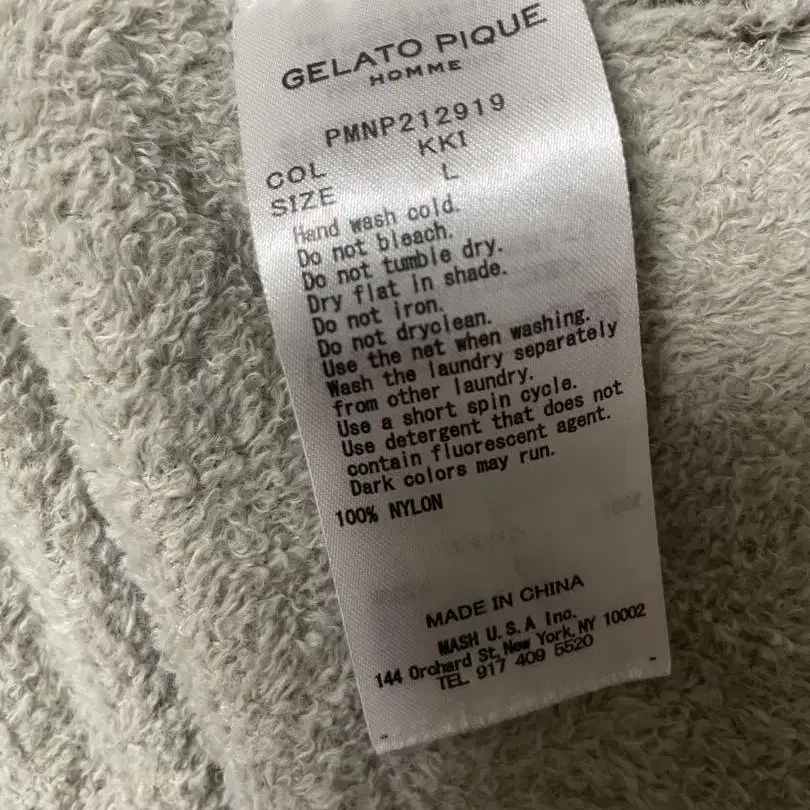 GELATO PIQUE
HOMME
PMNP212919
COL KKI
SIZE L
Hand wash cold.
Do not bleach.
Do not tumble dry.
Dry flat in shade.
Do not iron.
Do not dryclean.
Use the net when washing.
Wash the laundry separately
from other laundry.
Use a short spin cycle.
Use detergent that does not
contain fluorescent agent.
Dark colors may run.
100% NYLON
MADE IN CHINA
MASH U.S.A Inc.
144 Orchard St, New York, NY 10002
TEL 917 409 5520